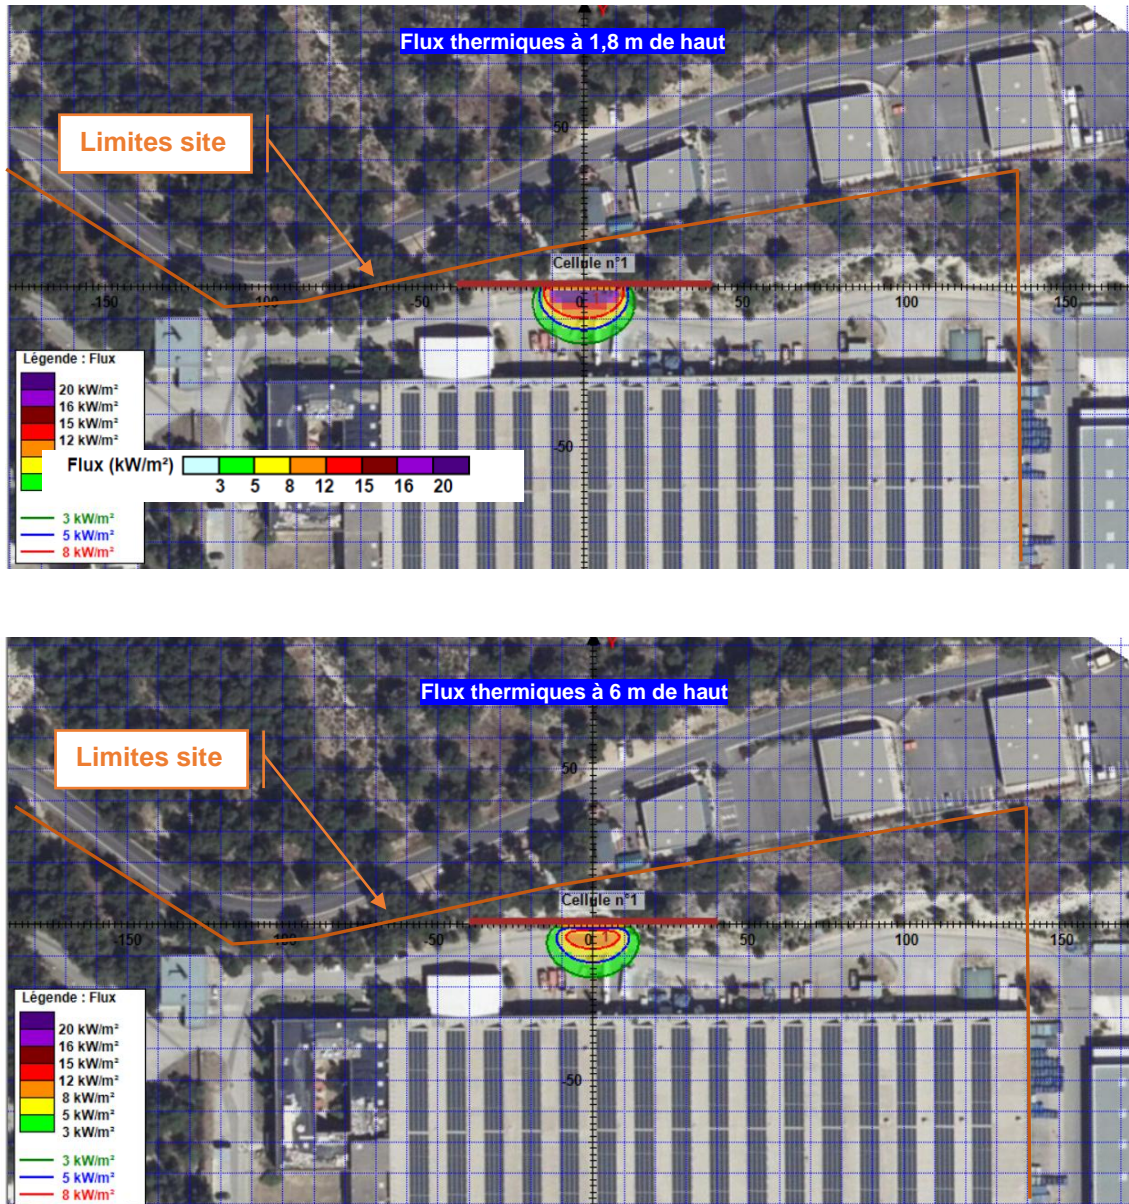 Y
Flux thermiques à 1,8 m de haut
50
Limites site
Cellule n°1
-150
-100
-50
0
1
50
100
150
Légende : Flux
20 kW/m²
16 kW/m²
15 kW/m²
12 kW/m²
-50
Flux (kW/m²)
3 5 8 12 15 16 20
3 kW/m²
5 kW/m²
8 kW/m²
Y
Flux thermiques à 6 m de haut
Limites site
50
Cellule n°1
-150
-100
-50
0
1
50
100
150
Légende : Flux
20 kW/m²
16 kW/m²
15 kW/m²
12 kW/m²
8 kW/m²
5 kW/m²
3 kW/m²
-50
3 kW/m²
5 kW/m²
8 kW/m²